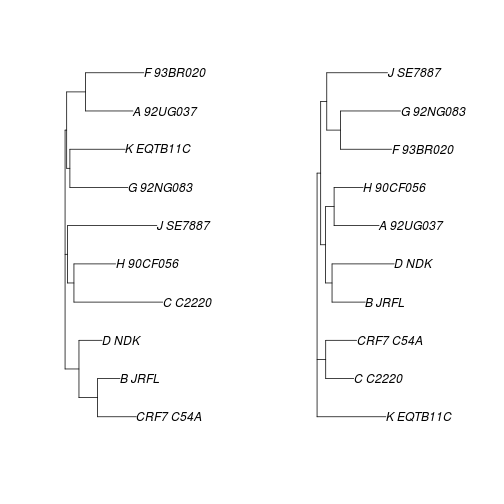 F 93BR020
A 92UG037
K EQTB11C
G 92NG083
J SE7887
H 90CF056
C C2220
D NDK
B JRFL
CRF7 C54A
J SE7887
G 92NG083
F 93BR020
H 90CF056
A 92UG037
D NDK
B JRFL
CRF7 C54A
C C2220
K EQTB11C